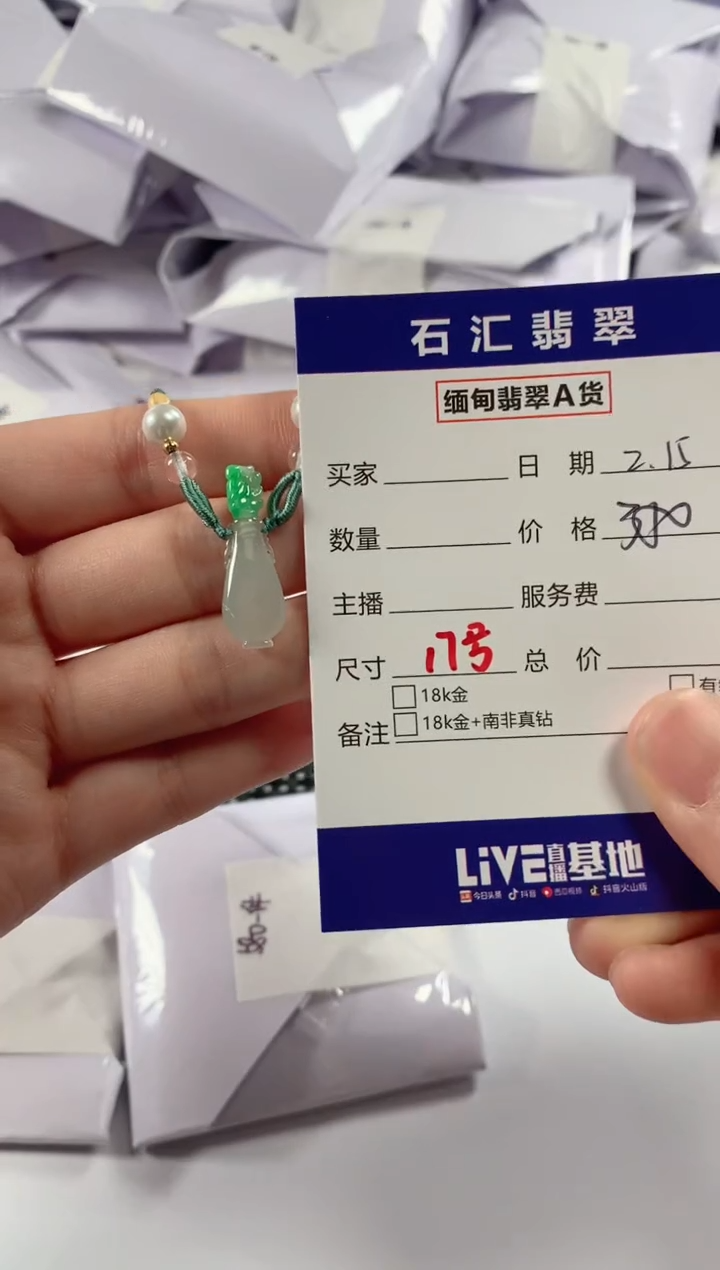 石汇翡翠
缅甸翡翠A货
买家 日期 2.15
数量 价格
主播 服务费
尺寸 17号 总价
18k金
备注 18k金+南非真钻
LiVE直播基地
今日头条 抖音 西瓜视频 抖音火山版